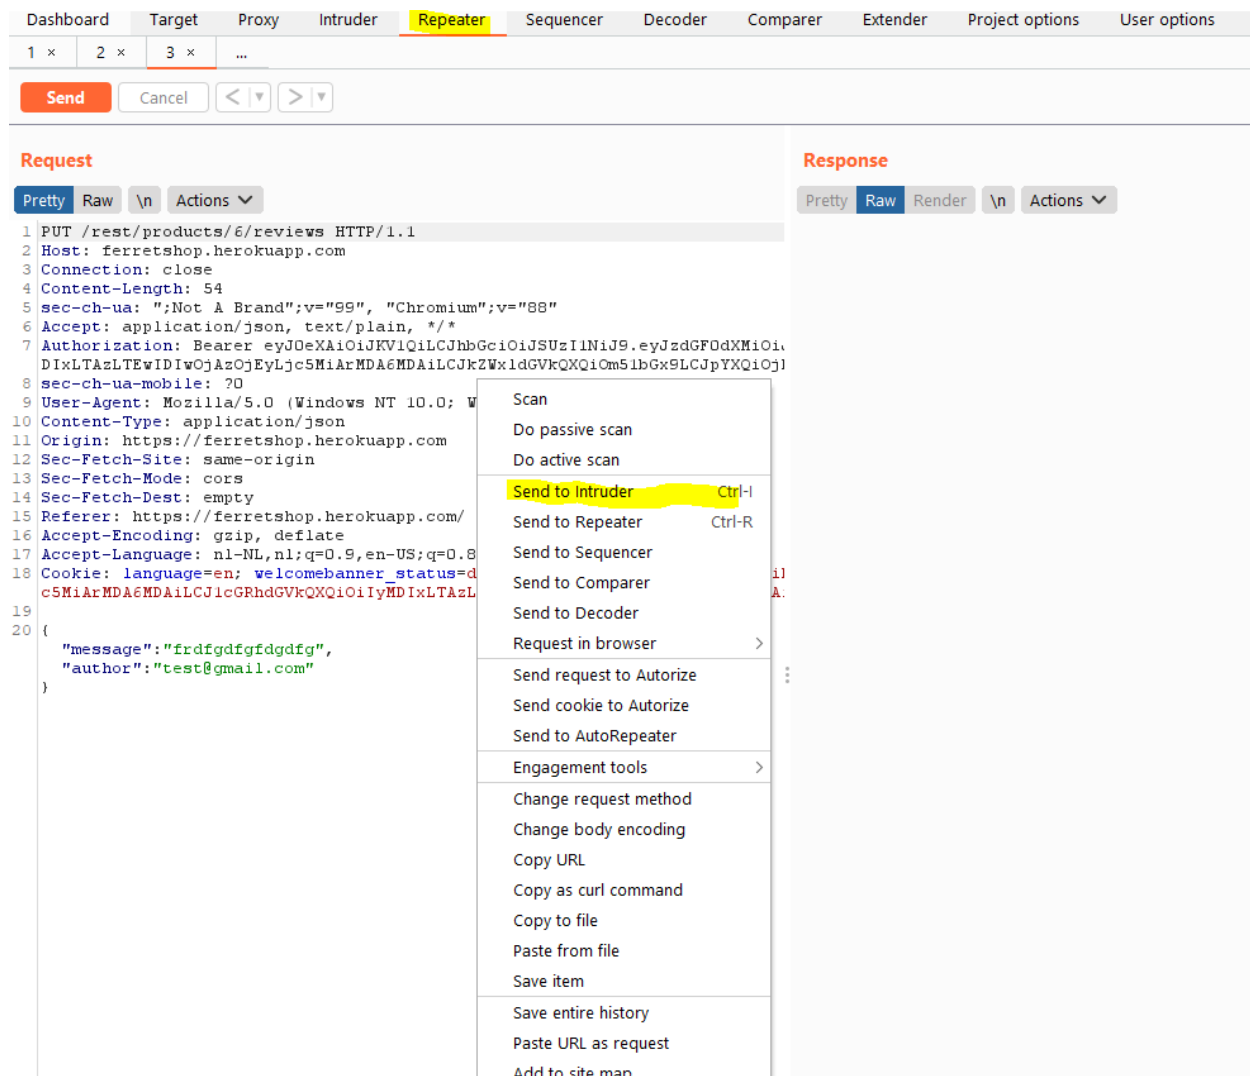 Dashboard Target Proxy Intruder Repeater Sequencer Decoder Comparer Extender Project options User options
1 × 2 × 3 × ...
Send Cancel < ▼ > ▼
Request
Pretty Raw \n Actions
1 PUT /rest/products/6/reviews HTTP/1.1
2 Host: ferretshop.herokuapp.com
3 Connection: close
4 Content-Length: 54
5 sec-ch-ua: ";Not A Brand";v="99", "Chromium";v="88"
6 Accept: application/json, text/plain, */*
7 Authorization: Bearer eyJ0eXAiOiJKV1QiLCJhbGciOiJSUzI1NiJ9.eyJzdGF0dXMiOi
DIxLTAzLTEwIDIwOjAzOjEyLjc5MiArMDA6MDAiLCJkZWxldGVkQXQiOm51bGx9LCJpYXQiOj
8 sec-ch-ua-mobile: ?0
9 User-Agent: Mozilla/5.0 (Windows NT 10.0; W
10 Content-Type: application/json
11 Origin: https://ferretshop.herokuapp.com
12 Sec-Fetch-Site: same-origin
13 Sec-Fetch-Mode: cors
14 Sec-Fetch-Dest: empty
15 Referer: https://ferretshop.herokuapp.com/
16 Accept-Encoding: gzip, deflate
17 Accept-Language: nl-NL,nl;q=0.9,en-US;q=0.8
18 Cookie: language=en; welcomebanner_status=d
c5MiArMDA6MDAiLCJ1cGRhdGVkQXQiOiIyMDIxLTAzL
19
20 {
"message":"frdfgdfgfdgdfg",
"author":"test@gmail.com"
}
Scan
Do passive scan
Do active scan
Send to Intruder Ctrl-I
Send to Repeater Ctrl-R
Send to Sequencer
Send to Comparer
Send to Decoder
Request in browser >
Send request to Autorize
Send cookie to Autorize
Send to AutoRepeater
Engagement tools >
Change request method
Change body encoding
Copy URL
Copy as curl command
Copy to file
Paste from file
Save item
Save entire history
Paste URL as request
Add to site map
Response
Pretty Raw Render \n Actions